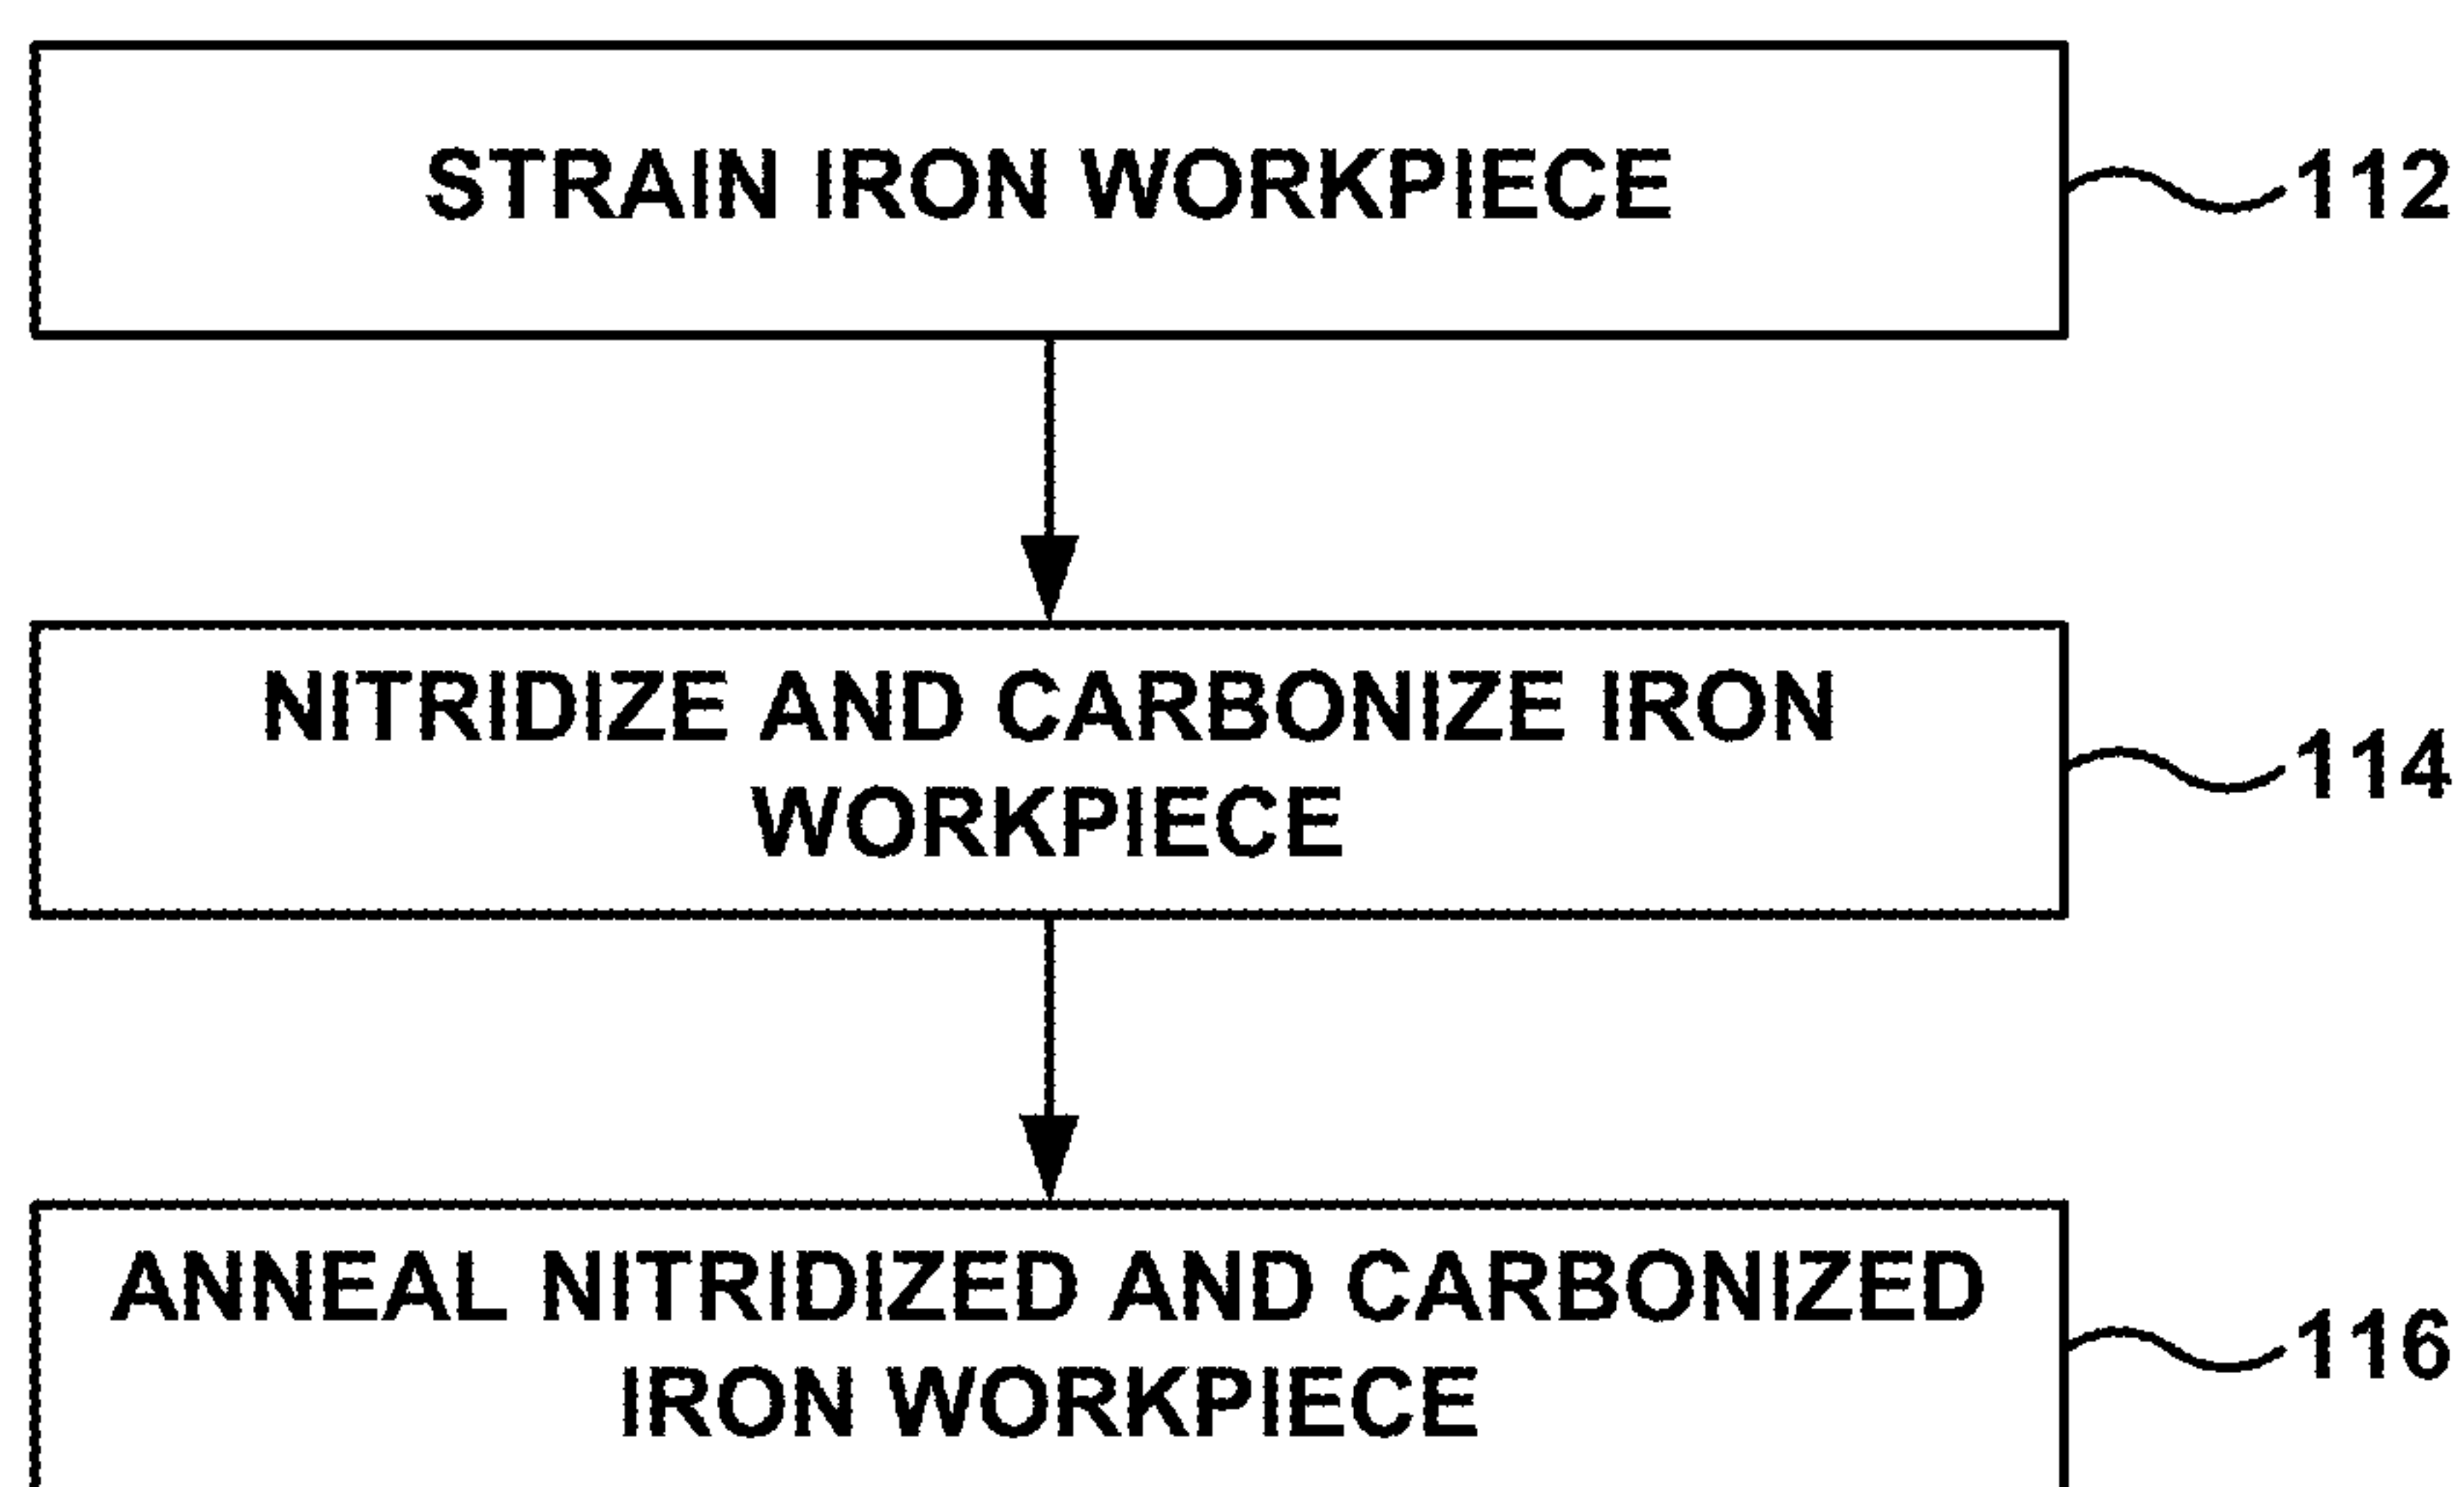 STRAIN IRON WORKPIECE
112
NITRIDIZE AND CARBONIZE IRON
WORKPIECE
114
ANNEAL NITRIDIZED AND CARBONIZED
IRON WORKPIECE
116